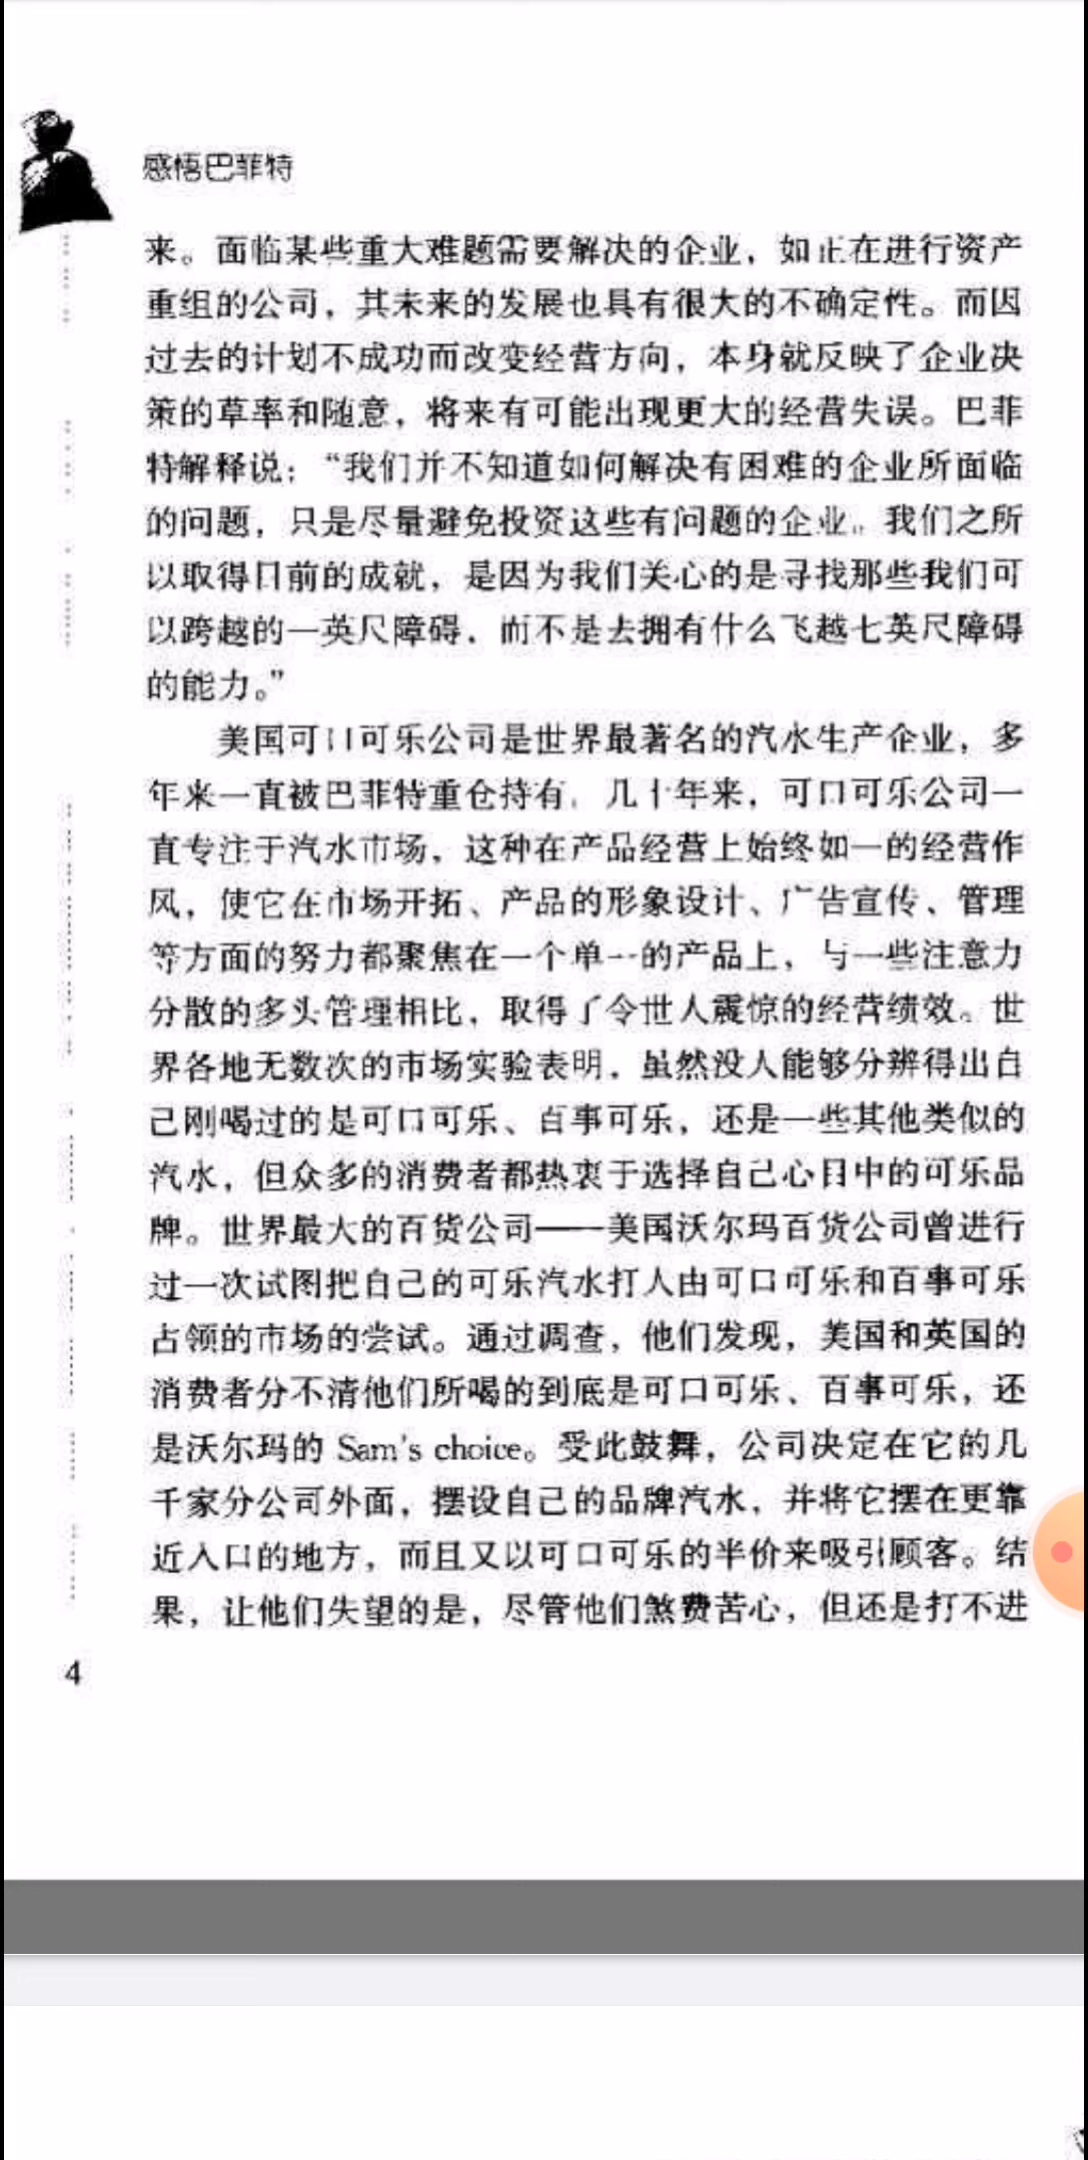 感悟巴菲特
来。面临某些重大难题需要解决的企业，如正在进行资产
重组的公司，其未来的发展也具有很大的不确定性。而因
过去的计划不成功而改变经营方向，本身就反映了企业决
策的草率和随意，将来有可能出现更大的经营失误。巴菲
特解释说：“我们并不知道如何解决有困难的企业所面临
的问题，只是尽量避免投资这些有问题的企业。我们之所
以取得目前的成就，是因为我们关心的是寻找那些我们可
以跨越的一英尺障碍，而不是去拥有什么飞越七英尺障碍
的能力。”
美国可口可乐公司是世界最著名的汽水生产企业，多
年来一直被巴菲特重仓持有。几十年来，可口可乐公司一
直专注于汽水市场，这种在产品经营上始终如一的经营作
风，使它在市场开拓、产品的形象设计、广告宣传、管理
等方面的努力都聚焦在一个单一的产品上，与一些注意力
分散的多头管理相比，取得了令世人震惊的经营绩效。世
界各地无数次的市场实验表明，虽然没人能够分辨得出自
己刚喝过的是可口可乐、百事可乐，还是一些其他类似的
汽水，但众多的消费者都热衷于选择自己心目中的可乐品
牌。世界最大的百货公司——美国沃尔玛百货公司曾进行
过一次试图把自己的可乐汽水打人由可口可乐和百事可乐
占领的市场的尝试。通过调查，他们发现，美国和英国的
消费者分不清他们所喝的到底是可口可乐、百事可乐，还
是沃尔玛的 Sam's choice。受此鼓舞，公司决定在它的几
千家分公司外面，摆设自己的品牌汽水，并将它摆在更靠
近入口的地方，而且又以可口可乐的半价来吸引顾客。结
果，让他们失望的是，尽管他们煞费苦心，但还是打不进
4